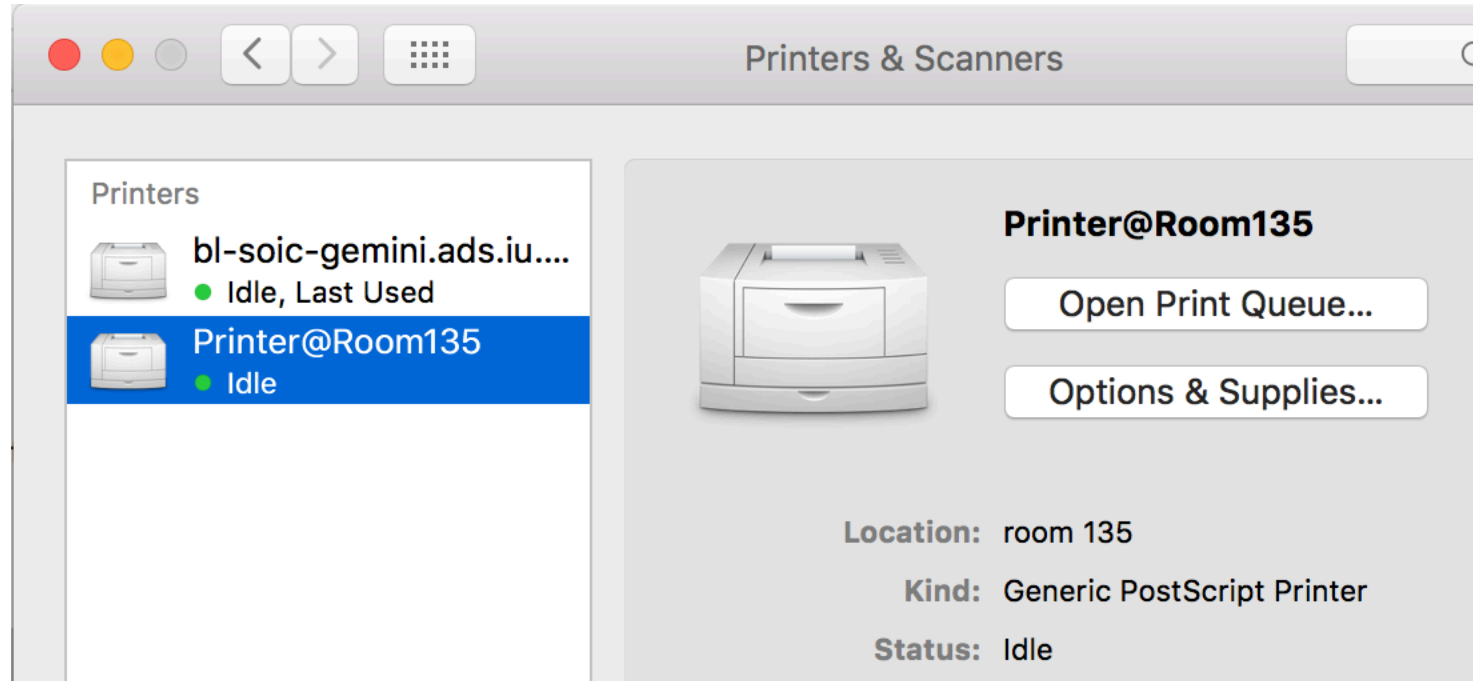 Printers & Scanners
Printers
bl-soic-gemini.ads.iu....
Idle, Last Used
Printer@Room135
Idle
Printer@Room135
Open Print Queue...
Options & Supplies...
Location: room 135
Kind: Generic PostScript Printer
Status: Idle